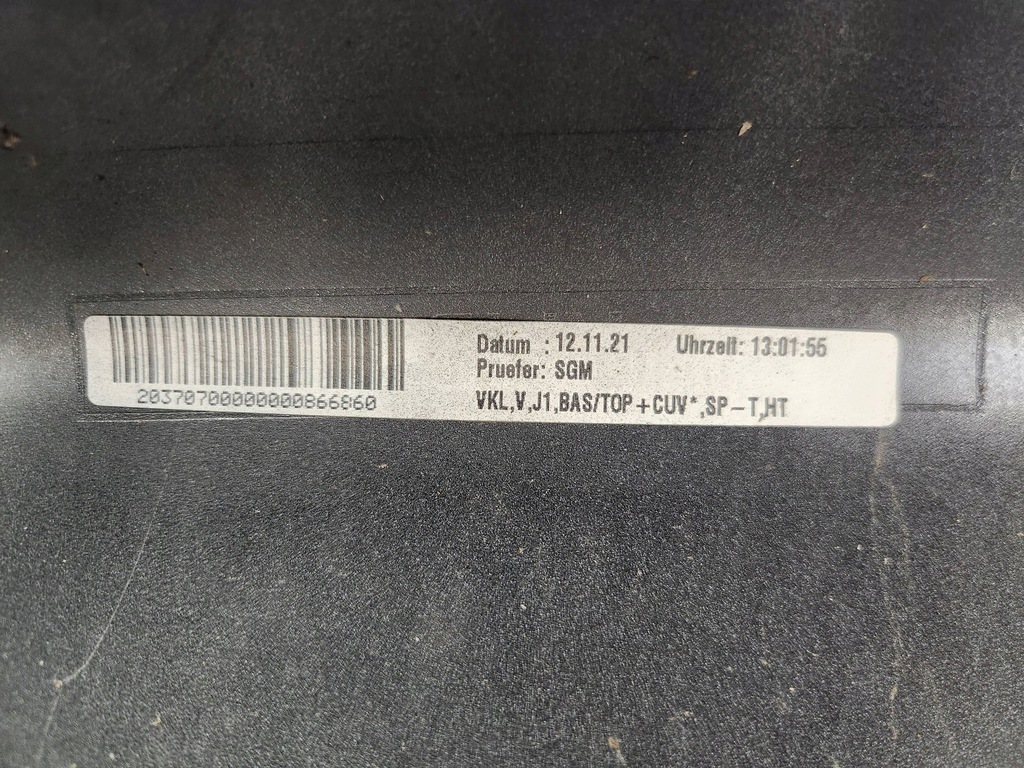 Datum : 12.11.21 Uhrzeit: 13:01:55
Pruefer: SGM
20370700000000866860
VKL,V,J1,BAS/TOP+CUV*,SP-T,HT